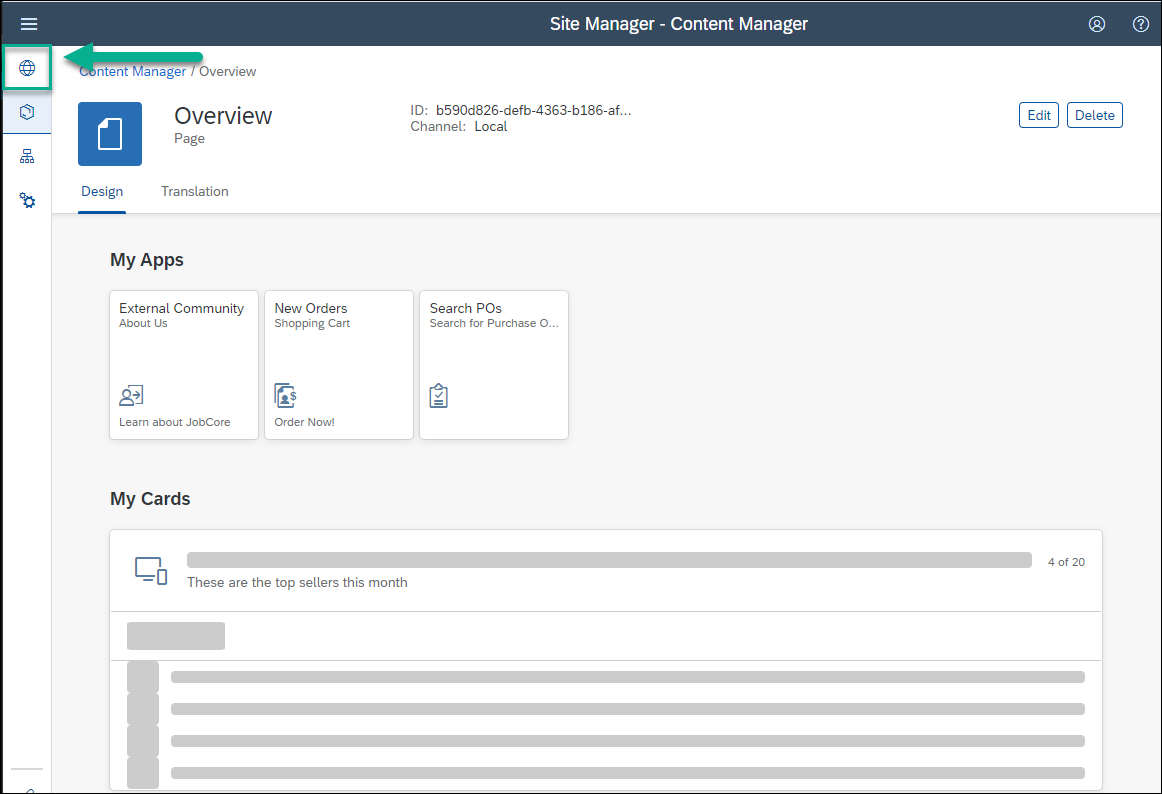 Site Manager - Content Manager
Content Manager / Overview
Overview
Page
ID: b590d826-defb-4363-b186-af...
Channel: Local
Edit
Delete
Design
Translation
My Apps
External Community
About Us
Learn about JobCore
New Orders
Shopping Cart
Order Now!
Search POs
Search for Purchase O...
My Cards
4 of 20
These are the top sellers this month